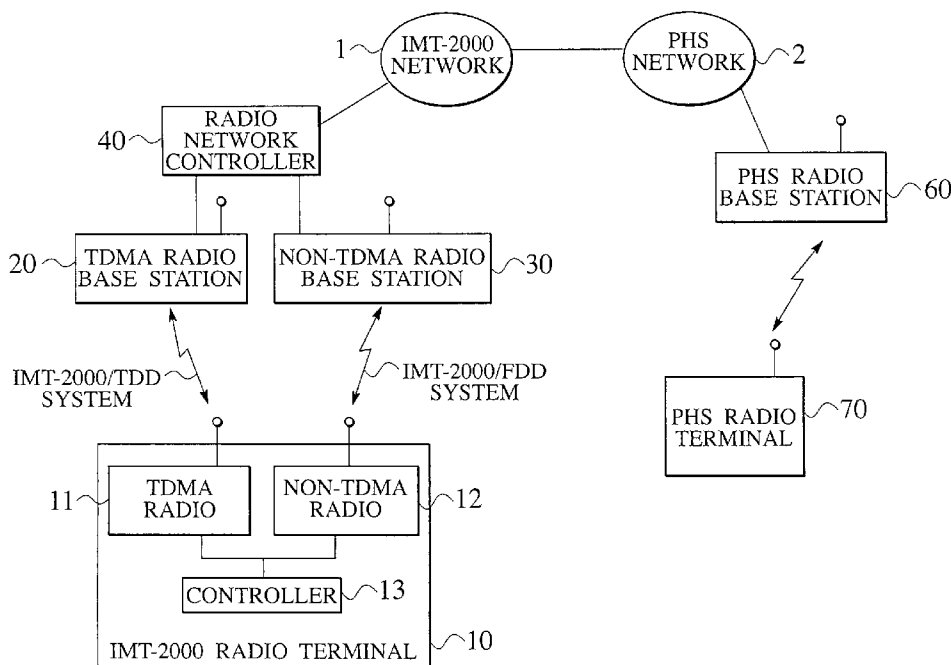 1
IMT-2000
NETWORK
PHS
NETWORK
2
40
RADIO
NETWORK
CONTROLLER
PHS RADIO
BASE STATION
60
20
TDMA RADIO
BASE STATION
NON-TDMA RADIO
BASE STATION
30
IMT-2000/TDD
SYSTEM
IMT-2000/FDD
SYSTEM
PHS RADIO
TERMINAL
70
11
TDMA
RADIO
NON-TDMA
RADIO
12
CONTROLLER
13
IMT-2000 RADIO TERMINAL
10